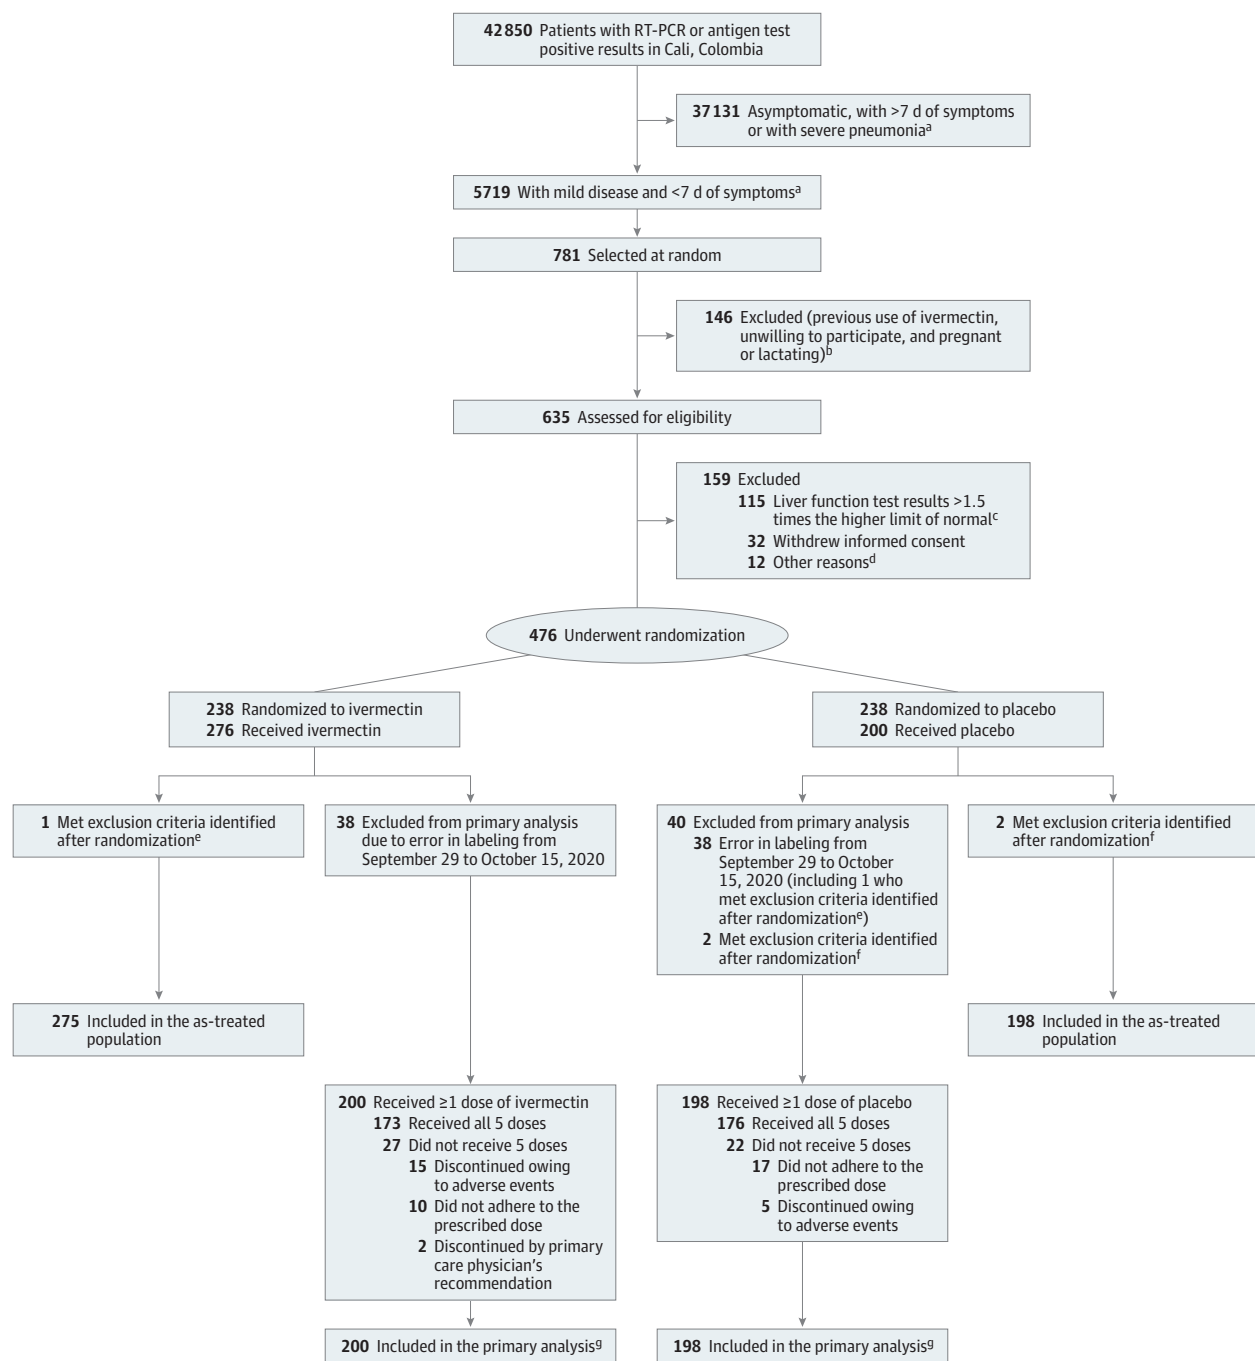 42 850 Patients with RT-PCR or antigen test
positive results in Cali, Colombia
37 131 Asymptomatic, with >7 d of symptoms
or with severe pneumoniaᵃ
5719 With mild disease and <7 d of symptomsᵃ
781 Selected at random
146 Excluded (previous use of ivermectin,
unwilling to participate, and pregnant
or lactating)ᵇ
635 Assessed for eligibility
159 Excluded
115 Liver function test results >1.5
times the higher limit of normalᶜ
32 Withdrew informed consent
12 Other reasonsᵈ
476 Underwent randomization
238 Randomized to ivermectin
276 Received ivermectin
238 Randomized to placebo
200 Received placebo
1 Met exclusion criteria identified
after randomizationᵉ
38 Excluded from primary analysis
due to error in labeling from
September 29 to October 15, 2020
40 Excluded from primary analysis
38 Error in labeling from
September 29 to October
15, 2020 (including 1 who
met exclusion criteria identified
after randomizationᵉ)
2 Met exclusion criteria identified
after randomizationᶠ
2 Met exclusion criteria identified
after randomizationᶠ
275 Included in the as-treated
population
198 Included in the as-treated
population
200 Received ≥1 dose of ivermectin
173 Received all 5 doses
27 Did not receive 5 doses
15 Discontinued owing
to adverse events
10 Did not adhere to the
prescribed dose
2 Discontinued by primary
care physician's
recommendation
198 Received ≥1 dose of placebo
176 Received all 5 doses
22 Did not receive 5 doses
17 Did not adhere to the
prescribed dose
5 Discontinued owing
to adverse events
200 Included in the primary analysisᵍ
198 Included in the primary analysisᵍ